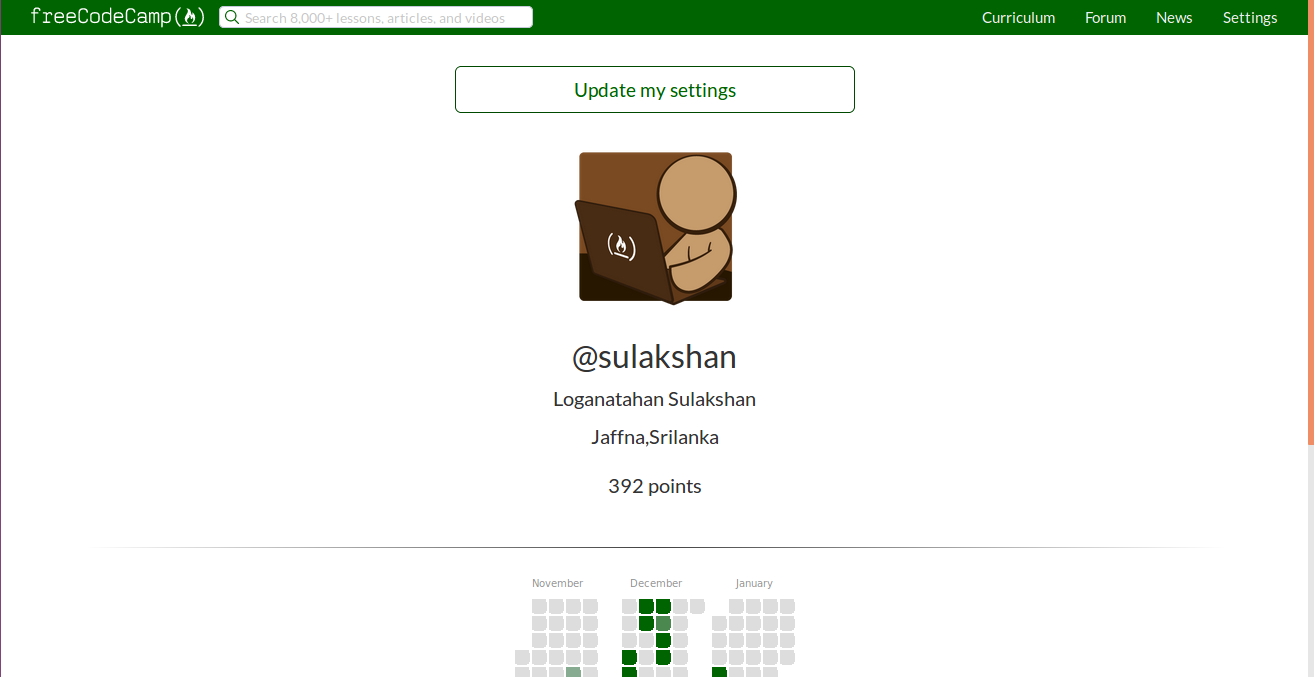 freeCodeCamp Search 8,000+ lessons, articles, and videos Curriculum Forum News Settings
Update my settings
@sulakshan
Loganatahan Sulakshan
Jaffna,Srilanka
392 points
November December January